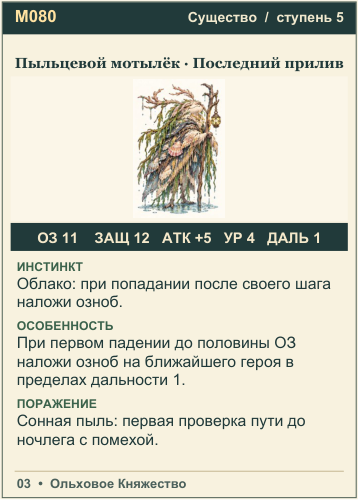 М080
Существо / ступень 5
Пыльцевой мотылёк · Последний прилив
ОЗ 11 ЗАЩ 12 АТК +5 УР 4 ДАЛЬ 1
ИНСТИНКТ
Облако: при попадании после своего шага
наложи озноб.
ОСОБЕННОСТЬ
При первом падении до половины ОЗ
наложи озноб на ближайшего героя в
пределах дальности 1.
ПОРАЖЕНИЕ
Сонная пыль: первая проверка пути до
ночлега с помехой.
03 • Ольховое Княжество